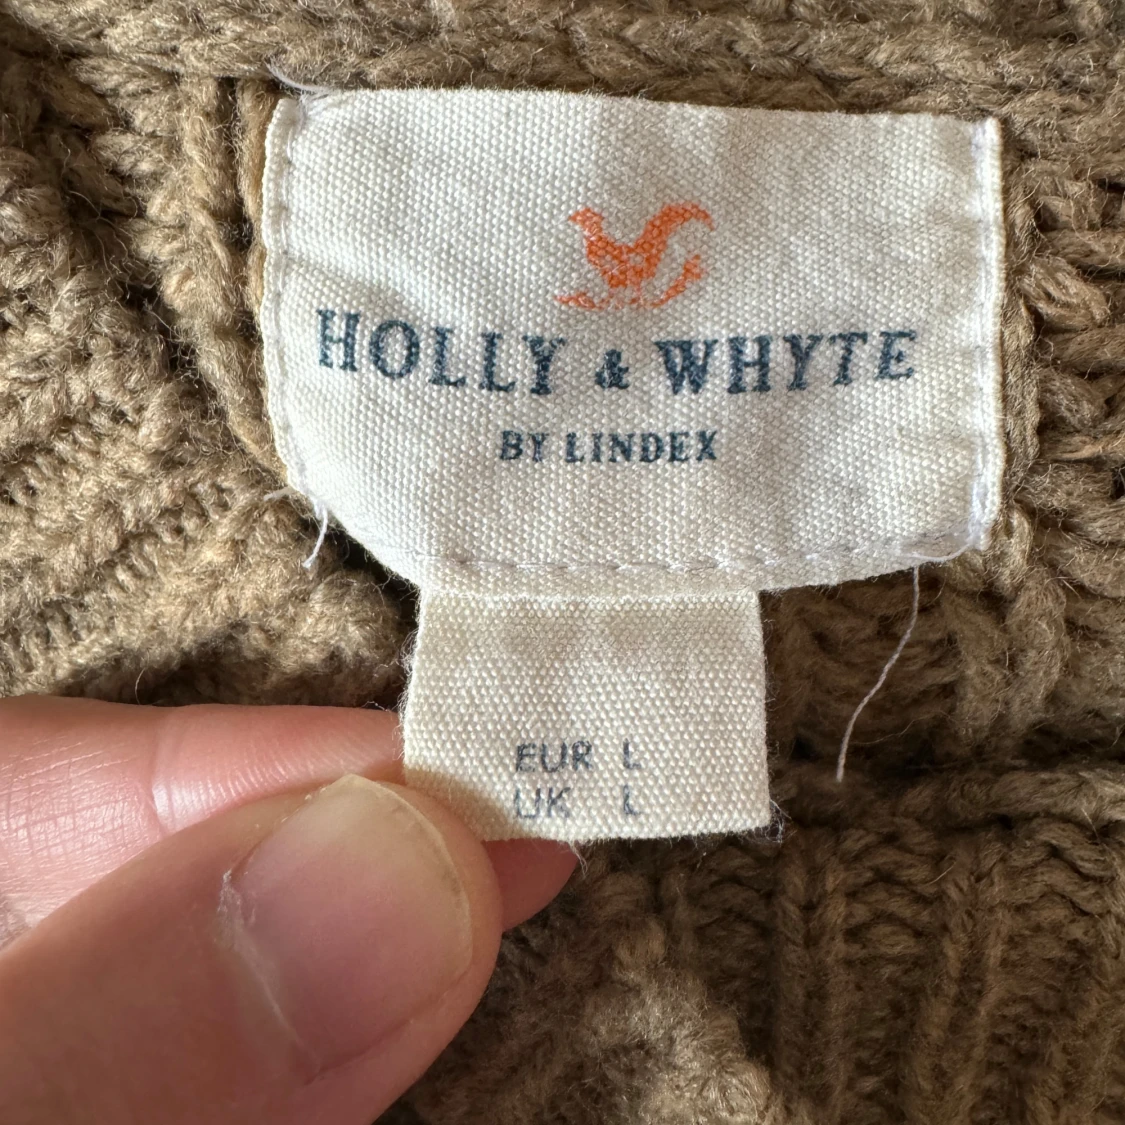 HOLLY & WHYTE
BY LINDEX
EUR L
UK L